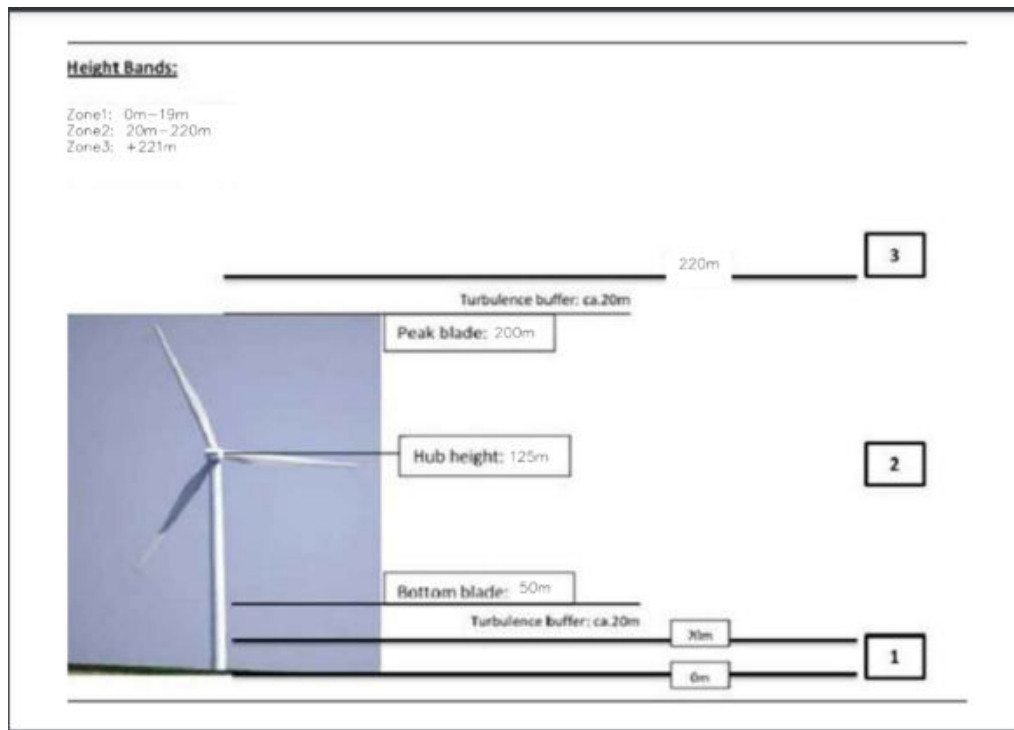 Height Bands:
Zone1: 0m-19m
Zone2: 20m-220m
Zone3: +221m
3
220m
Turbulence buffer: ca.20m
Peak blade: 200m
Hub height: 125m
2
Bottom blade: 50m
Turbulence buffer: ca.20m
20m
1
0m